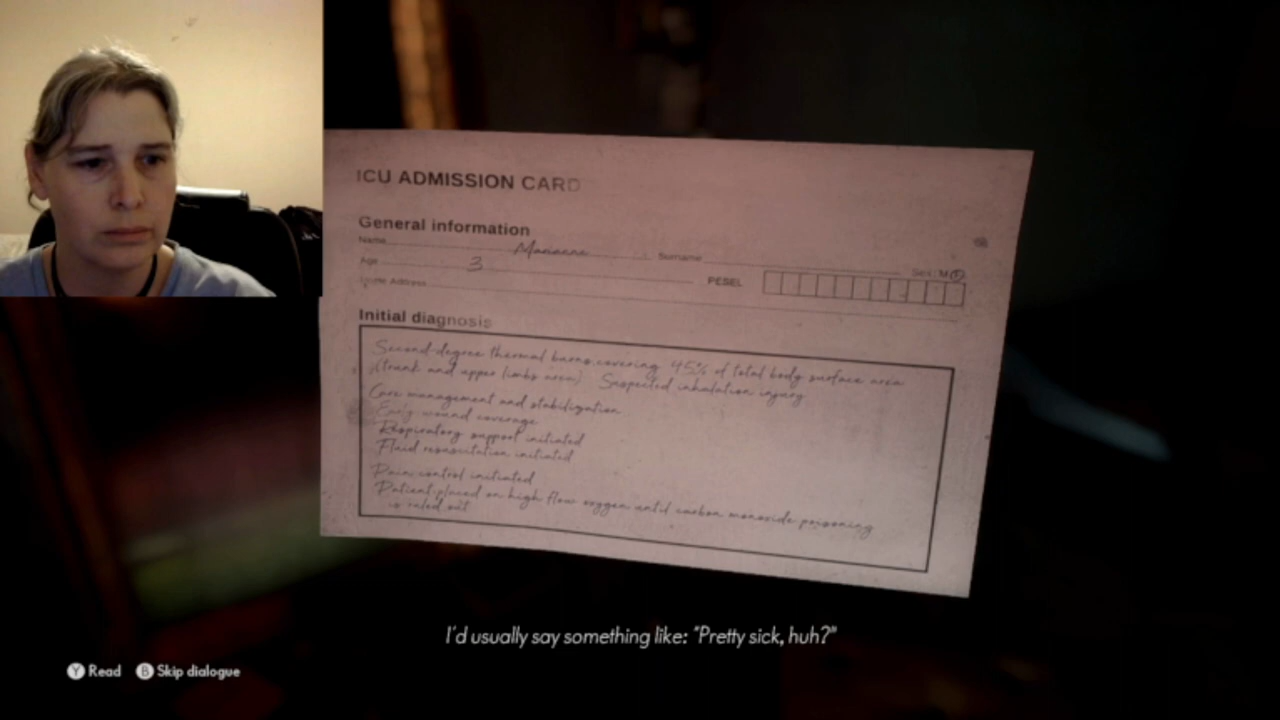 ICU ADMISSION CARD
General information
Name Marianne Surname Sex: M F
Age 3 PESEL
Home Address
Initial diagnosis
Second-degree thermal burns covering 45% of total body surface area
(trunk and upper limbs area) Suspected inhalation injury
Care management and stabilization
Early wound coverage
Respiratory support initiated
Fluid resuscitation initiated
Pain control initiated
Patient placed on high flow oxygen until carbon monoxide poisoning
is ruled out
I'd usually say something like: "Pretty sick, huh?"
Y Read B Skip dialogue